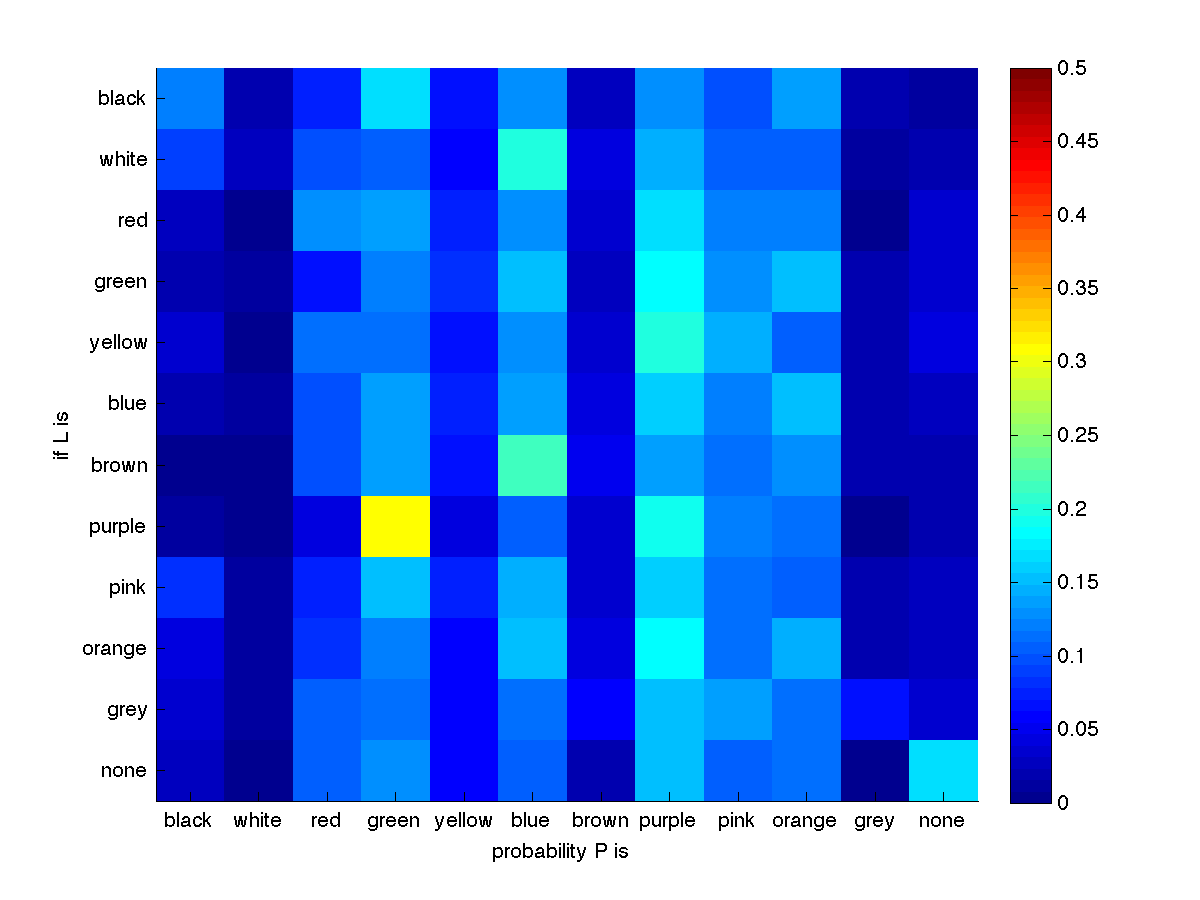 black
white
red
green
yellow
blue
brown
purple
pink
orange
grey
none
if L is
black white red green yellow blue brown purple pink orange grey none
probability P is
0.5
0.45
0.4
0.35
0.3
0.25
0.2
0.15
0.1
0.05
0